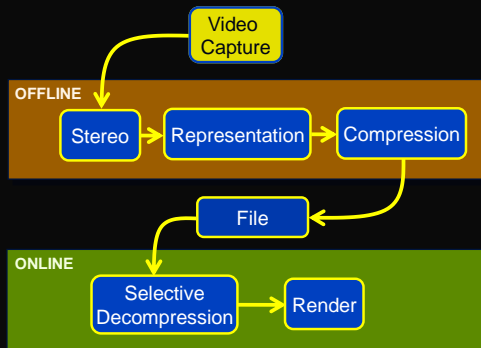 Video
Capture
OFFLINE
Stereo
Representation
Compression
File
ONLINE
Selective
Decompression
Render